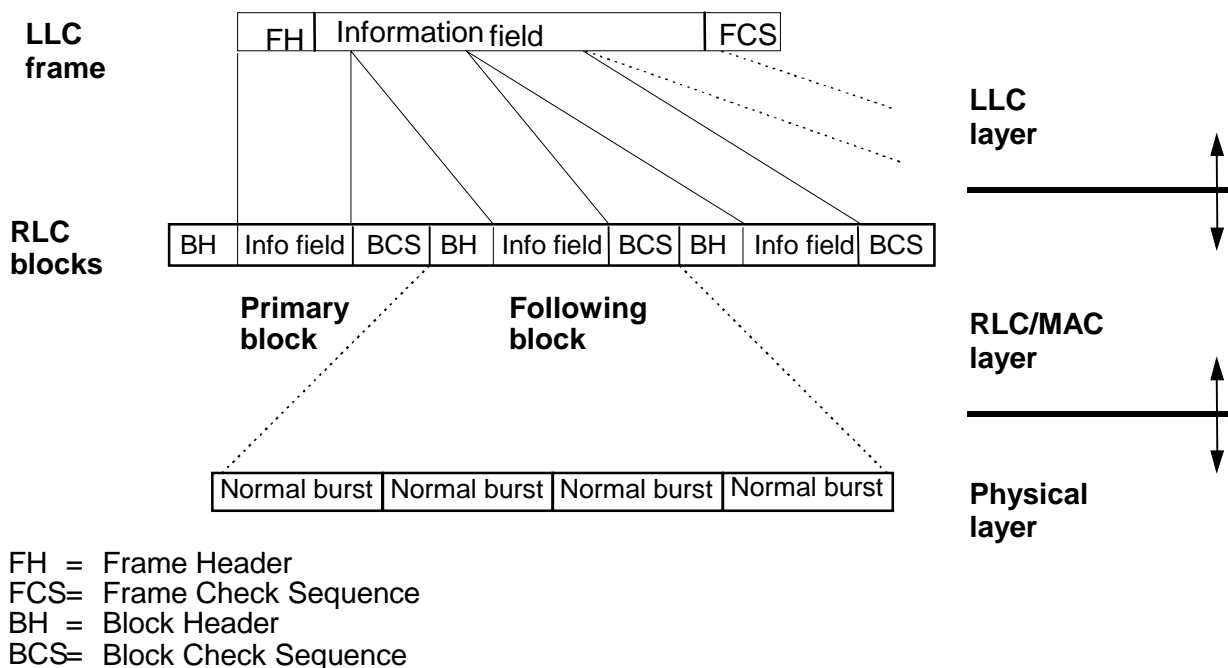 LLC
frame
FH Information field FCS
LLC
layer
RLC
blocks
BH Info field BCS BH Info field BCS BH Info field BCS
Primary
block
Following
block
RLC/MAC
layer
Normal burst Normal burst Normal burst Normal burst
Physical
layer
FH = Frame Header
FCS= Frame Check Sequence
BH = Block Header
BCS= Block Check Sequence